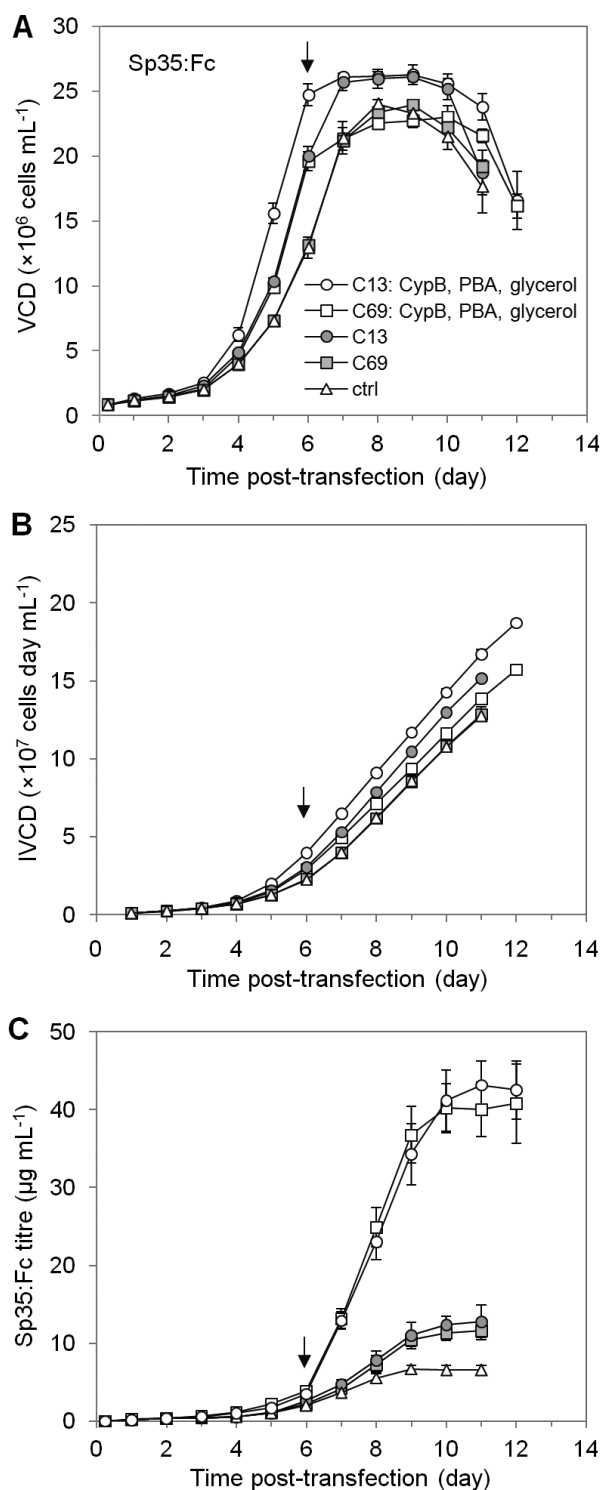 A
Sp35:Fc
30
25
20
15
10
5
0
VCD (×10⁶ cells mL⁻¹)
C13: CypB, PBA, glycerol
C69: CypB, PBA, glycerol
C13
C69
ctrl
0 2 4 6 8 10 12 14
Time post-transfection (day)
B
25
20
15
10
5
0
IVCD (×10⁷ cells day mL⁻¹)
0 2 4 6 8 10 12 14
Time post-transfection (day)
C
50
40
30
20
10
0
Sp35:Fc titre (µg mL⁻¹)
0 2 4 6 8 10 12 14
Time post-transfection (day)